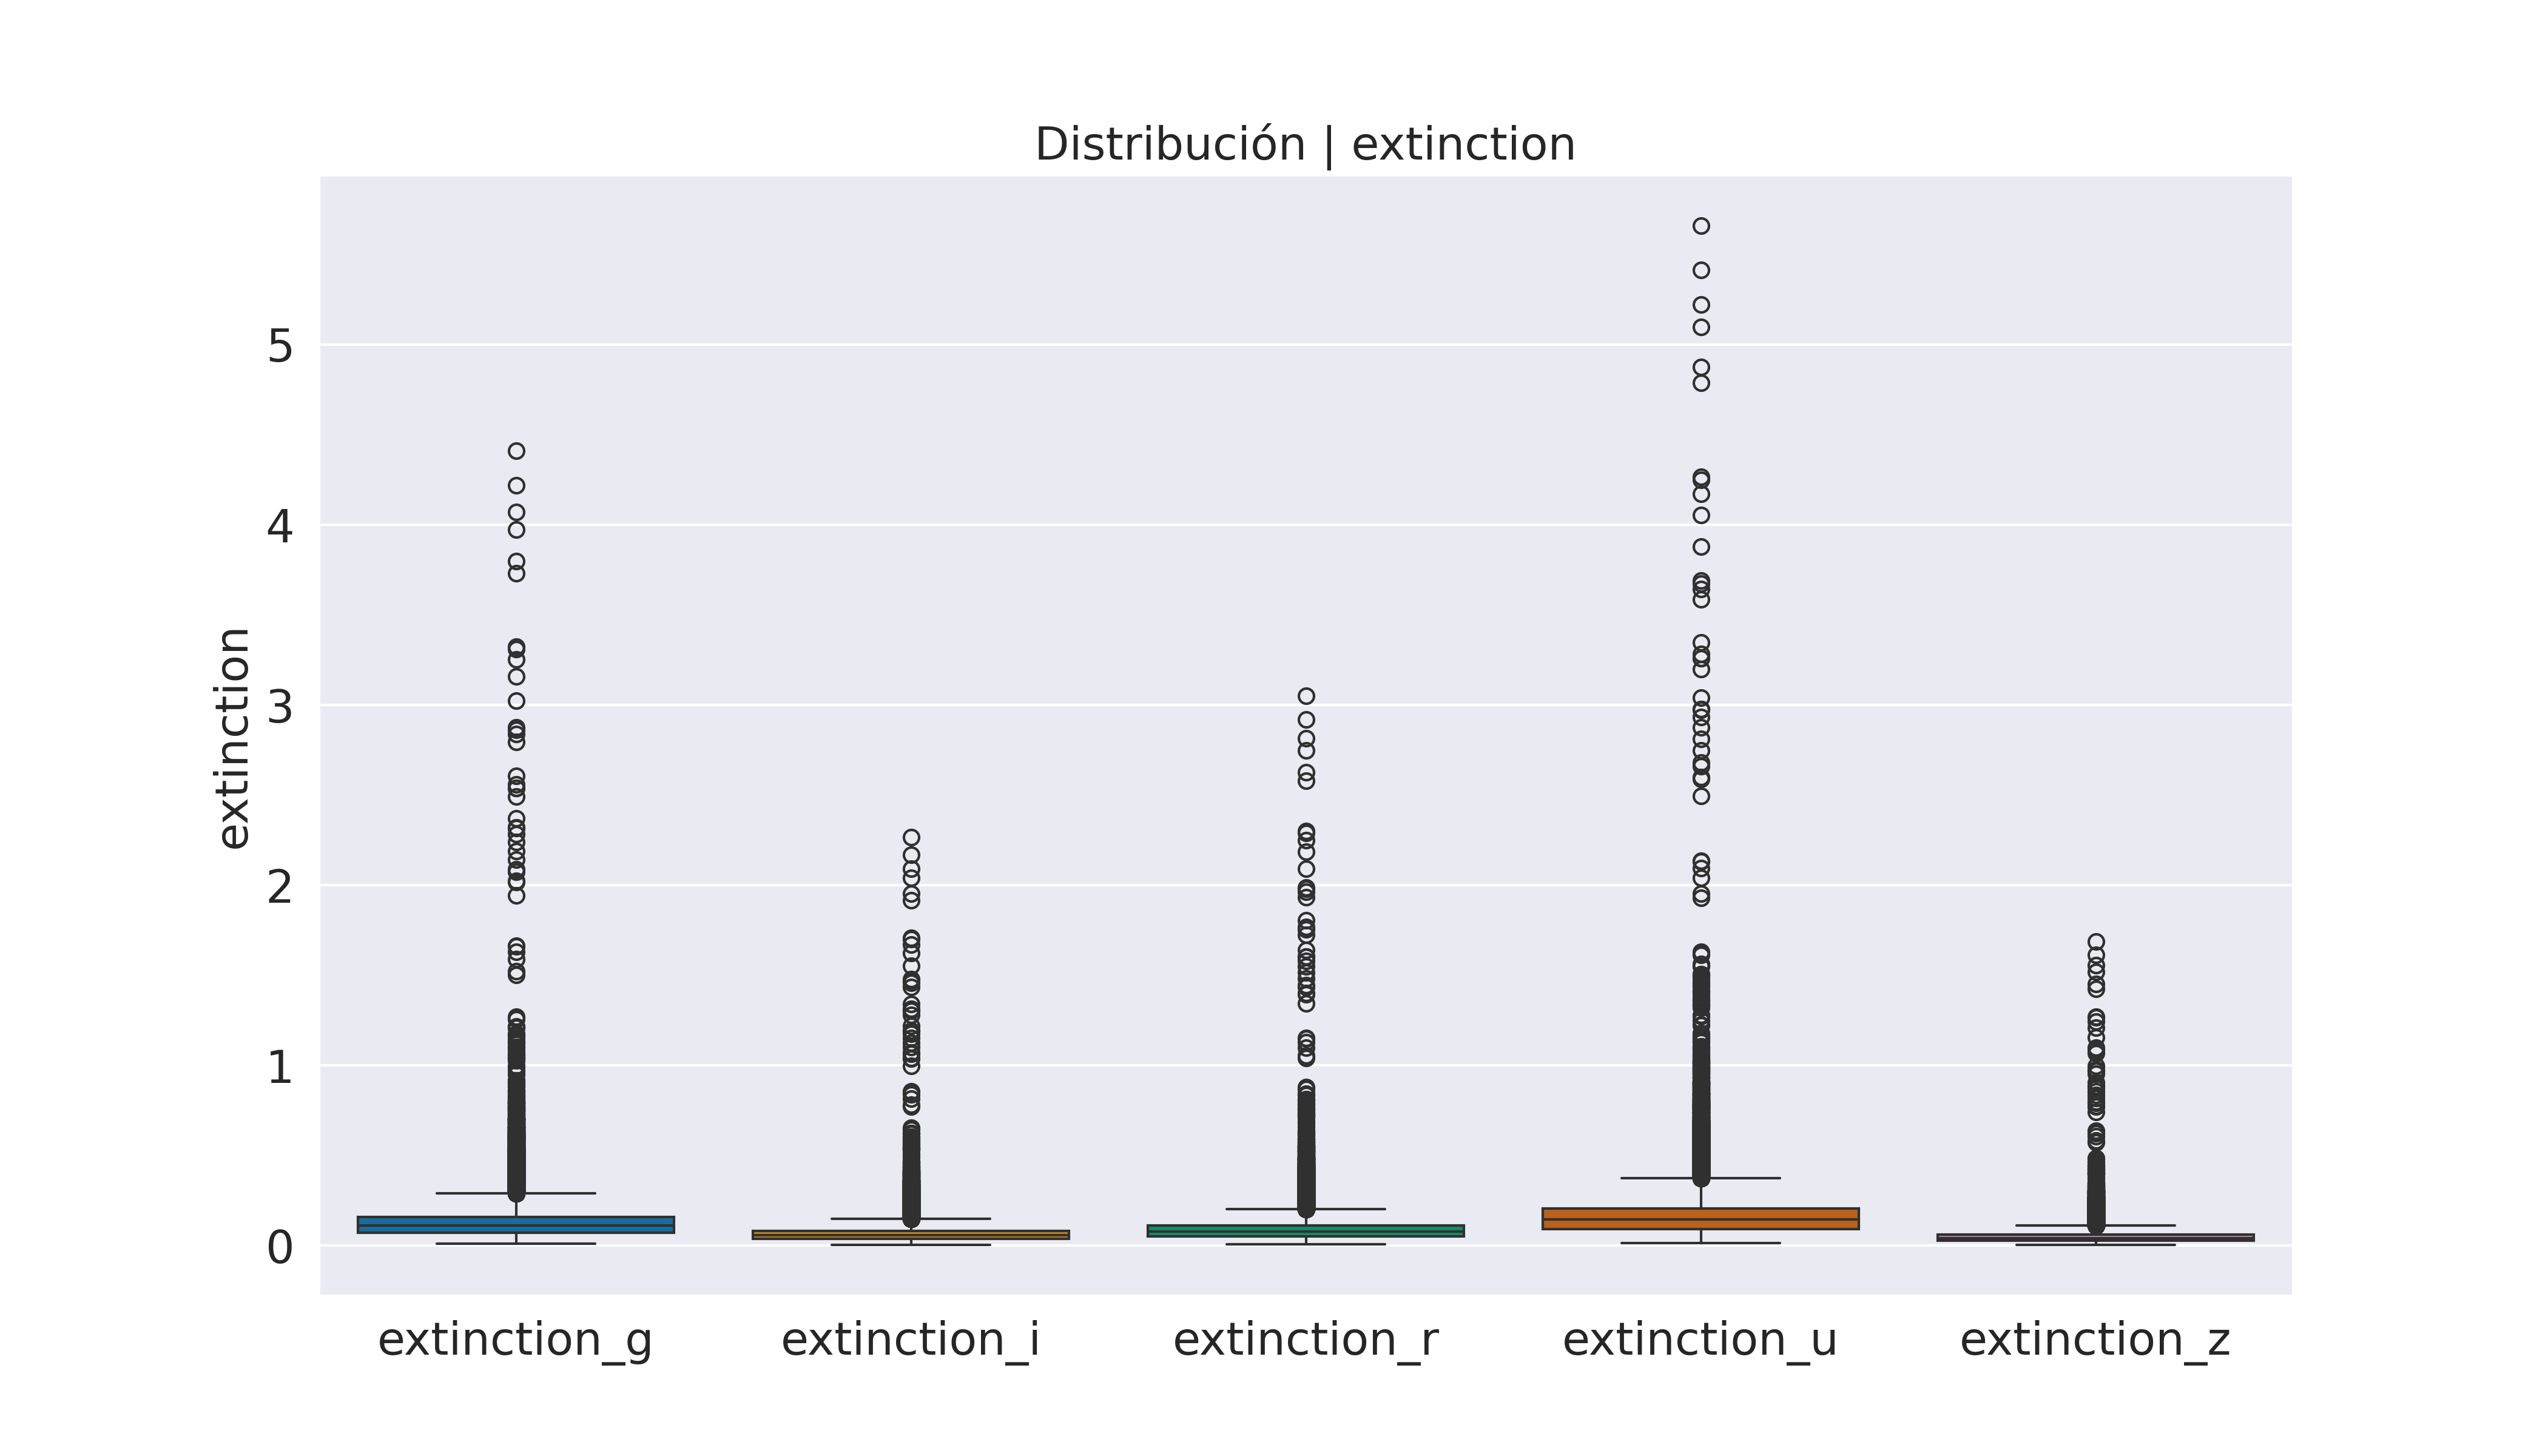 Distribución | extinction
extinction
5
4
3
2
1
0
extinction_g
extinction_i
extinction_r
extinction_u
extinction_z